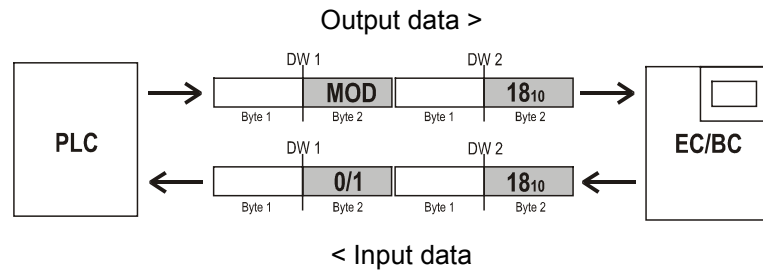 Output data >
DW 1 DW 2
MOD 18₁₀
Byte 1 Byte 2 Byte 1 Byte 2
PLC EC/BC
DW 1 DW 2
0/1 18₁₀
Byte 1 Byte 2 Byte 1 Byte 2
< Input data